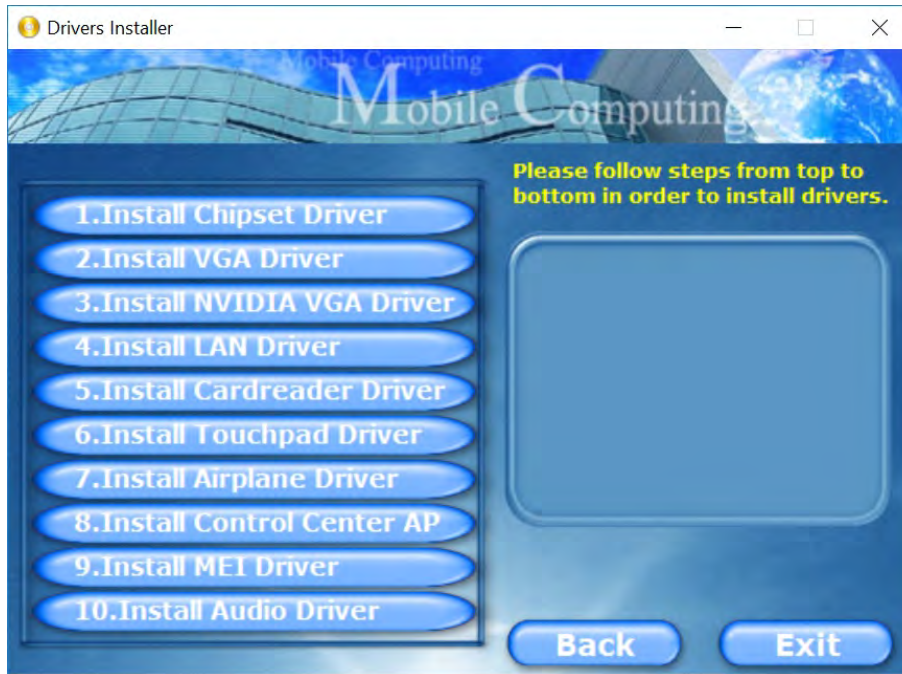 Drivers Installer
Mobile Computing
Mobile Computing
Please follow steps from top to
bottom in order to install drivers.
1.Install Chipset Driver
2.Install VGA Driver
3.Install NVIDIA VGA Driver
4.Install LAN Driver
5.Install Cardreader Driver
6.Install Touchpad Driver
7.Install Airplane Driver
8.Install Control Center AP
9.Install MEI Driver
10.Install Audio Driver
Back
Exit